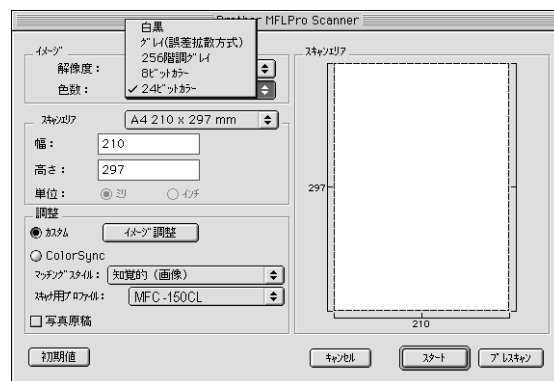 Brother MFLPro Scanner
白黒
グレイ(誤差拡散方式)
256階調グレイ
8ビットカラー
✓ 24ビットカラー
イメージ
解像度：
色数：
スキャンエリア
A4 210 x 297 mm
幅： 210
高さ： 297
単位： ミリ インチ
調整
カスタム イメージ調整
ColorSync
マッチングスタイル： 知覚的（画像）
スキャナ用プロファイル： MFC-150CL
写真原稿
スキャンエリア
297
210
初期値
キャンセル スタート プレスキャン